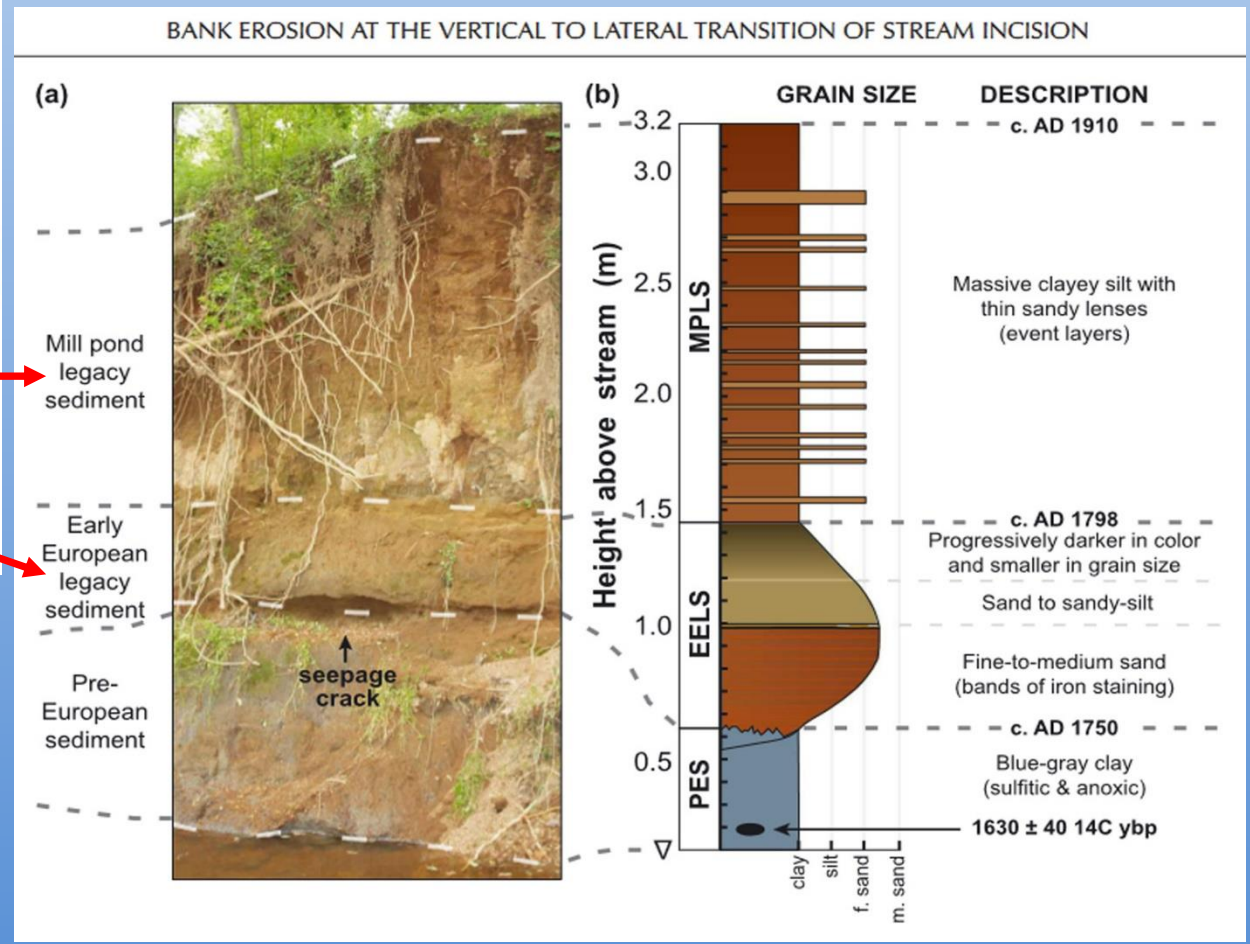 BANK EROSION AT THE VERTICAL TO LATERAL TRANSITION OF STREAM INCISION
(a)
Mill pond
legacy
sediment
Early
European
legacy
sediment
Pre-
European
sediment
seepage
crack
(b)
GRAIN SIZE
DESCRIPTION
Height above stream (m)
3.2
3.0
2.5
2.0
1.5
1.0
0.5
MPLS
EELS
PES
c. AD 1910
Massive clayey silt with
thin sandy lenses
(event layers)
c. AD 1798
Progressively darker in color
and smaller in grain size
Sand to sandy-silt
Fine-to-medium sand
(bands of iron staining)
c. AD 1750
Blue-gray clay
(sulfitic & anoxic)
1630 ± 40 14C ybp
clay
silt
f. sand
m. sand